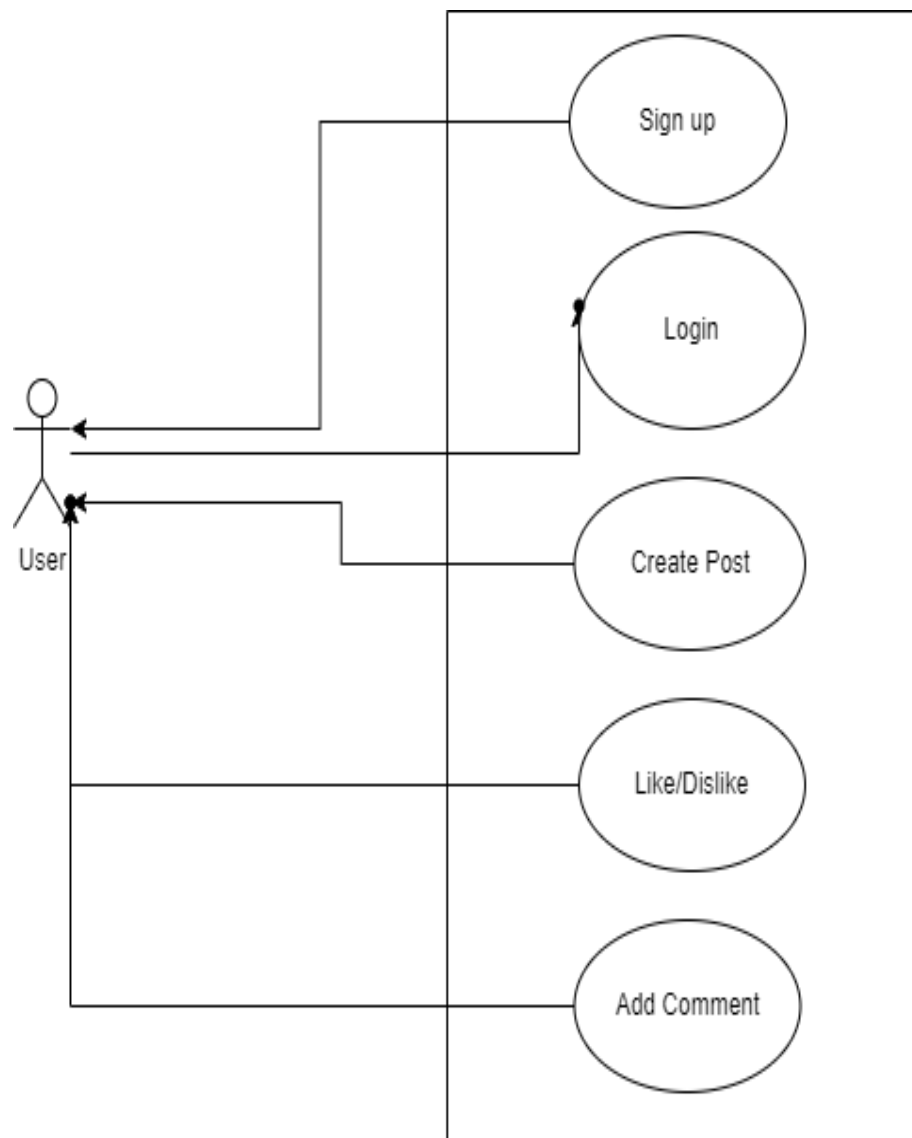 Sign up
Login
User
Create Post
Like/Dislike
Add Comment